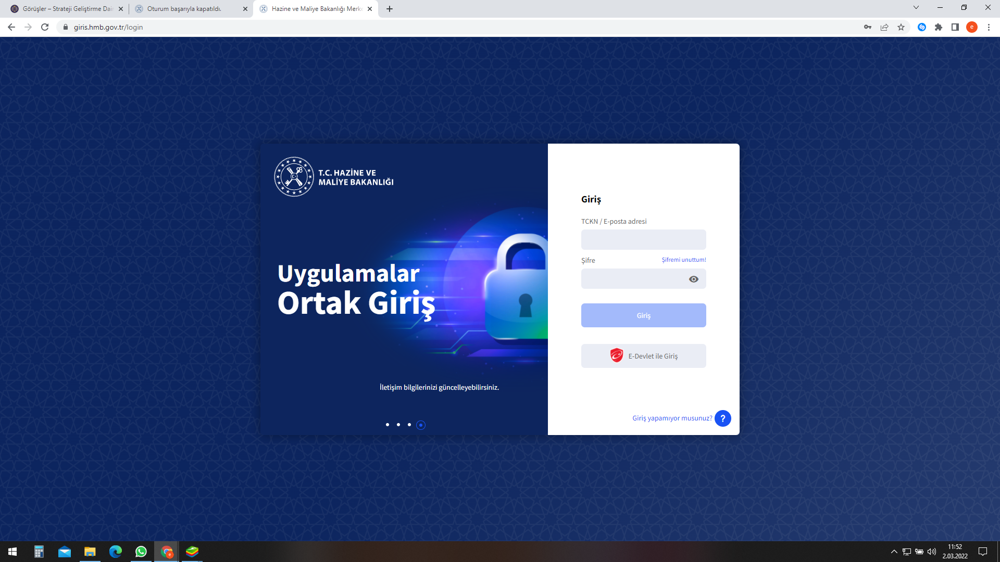 Görüşler – Strateji Geliştirme Dai
Oturum başarıyla kapatıldı.
Hazine ve Maliye Bakanlığı Merke
giris.hmb.gov.tr/login
e
T.C. HAZİNE VE
MALİYE BAKANLIĞI
Uygulamalar
Ortak Giriş
İletişim bilgilerinizi güncelleyebilirsiniz.
Giriş
TCKN / E-posta adresi
Şifre
Şifremi unuttum!
Giriş
E-Devlet ile Giriş
Giriş yapamıyor musunuz?
?
e
11:52
2.03.2022